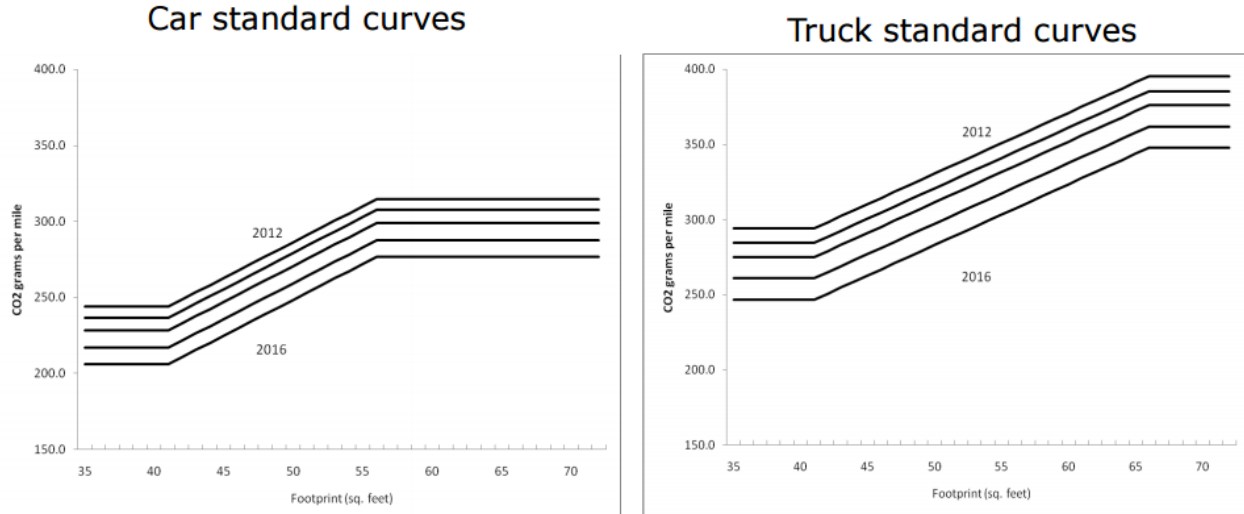 Car standard curves
400.0
350.0
300.0
250.0
200.0
150.0
CO2 grams per mile
2012
2016
35 40 45 50 55 60 65 70
Footprint (sq. feet)
Truck standard curves
400.0
350.0
300.0
250.0
200.0
150.0
CO2 grams per mile
2012
2016
35 40 45 50 55 60 65 70
Footprint (sq. feet)